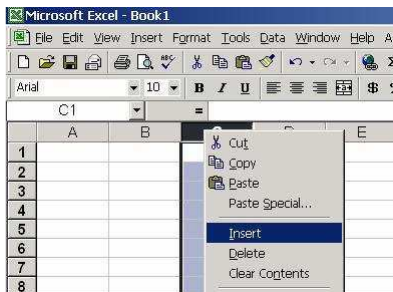 Microsoft Excel - Book1
File Edit View Insert Format Tools Data Window Help A
Arial 10 B I U $
C1 =
A B E
1
2
3
4
5
6
7
8
Cut
Copy
Paste
Paste Special...
Insert
Delete
Clear Contents